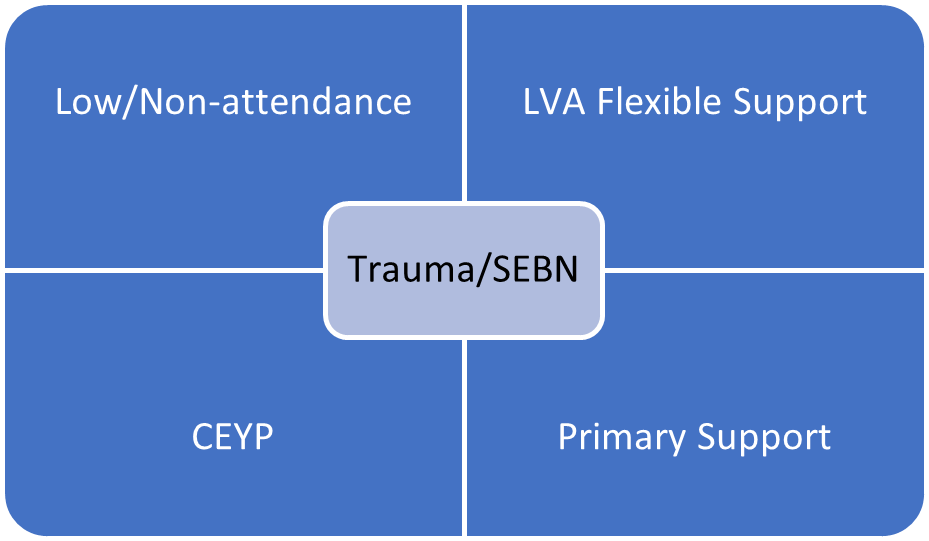 Low/Non-attendance
LVA Flexible Support
Trauma/SEBN
CEYP
Primary Support